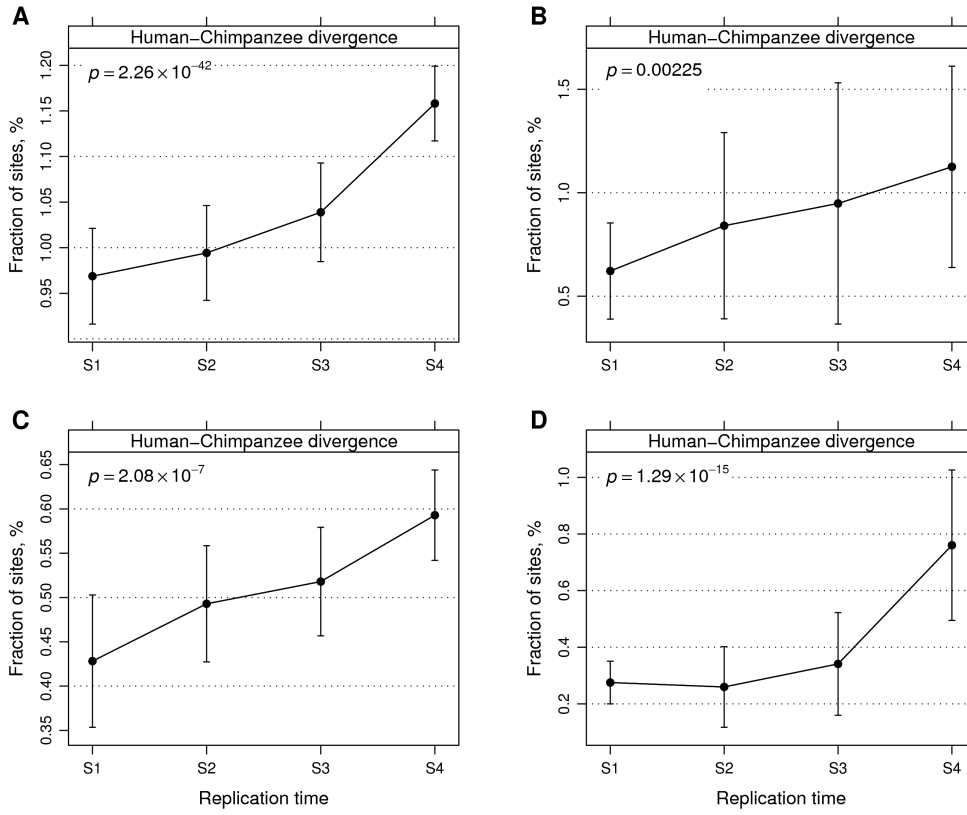 A
Human−Chimpanzee divergence
p = 2.26 × 10⁻⁴²
Fraction of sites, %
1.20
1.15
1.10
1.05
1.00
0.95
S1 S2 S3 S4
B
Human−Chimpanzee divergence
p = 0.00225
Fraction of sites, %
1.5
1.0
0.5
S1 S2 S3 S4
C
Human−Chimpanzee divergence
p = 2.08 × 10⁻⁷
Fraction of sites, %
0.65
0.60
0.55
0.50
0.45
0.40
0.35
S1 S2 S3 S4
Replication time
D
Human−Chimpanzee divergence
p = 1.29 × 10⁻¹⁵
Fraction of sites, %
1.0
0.8
0.6
0.4
0.2
S1 S2 S3 S4
Replication time